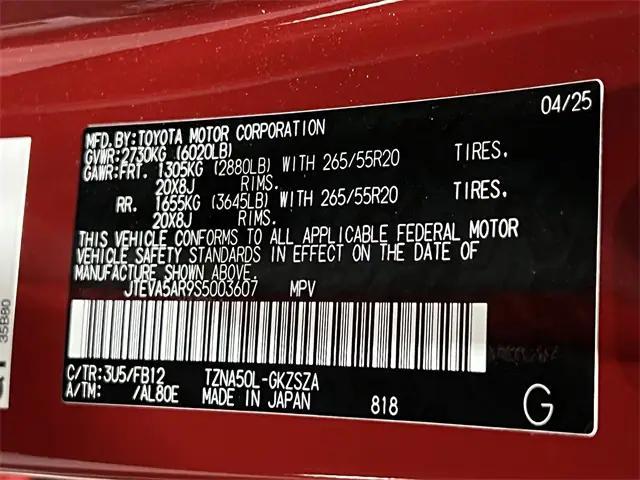 04/25
MFD.BY:TOYOTA MOTOR CORPORATION
GVWR:2730KG (6020LB)
GAWR:FRT. 1305KG (2880LB) WITH 265/55R20 TIRES.
20X8J RIMS.
RR. 1655KG (3645LB) WITH 265/55R20 TIRES.
20X8J RIMS.
THIS VEHICLE CONFORMS TO ALL APPLICABLE FEDERAL MOTOR
VEHICLE SAFETY STANDARDS IN EFFECT ON THE DATE OF
MANUFACTURE SHOWN ABOVE.
JTEVA5AR9S5003607 MPV
C/TR:3U5/FB12 TZNA50L-GKZSZA
A/TM: /AL80E MADE IN JAPAN 818 G
35B80